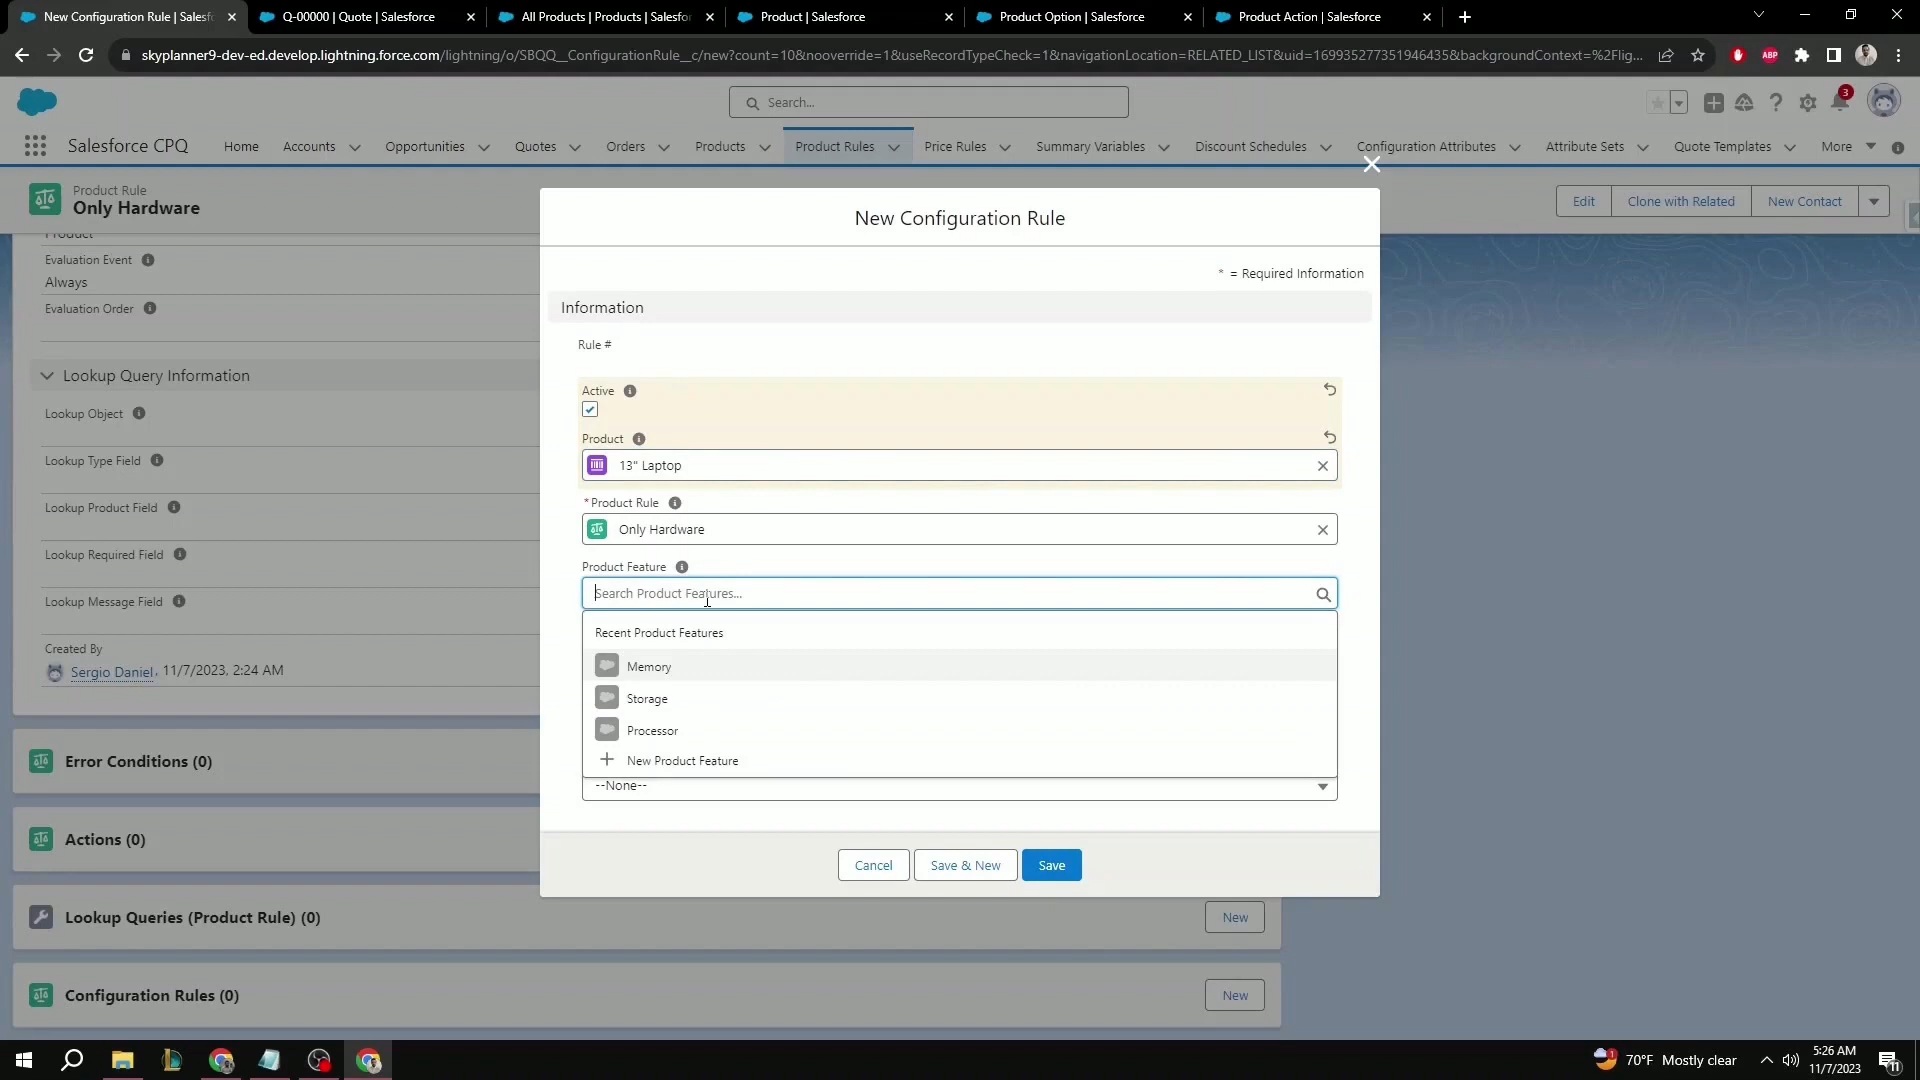 New Configuration Rule | Salesf
Q-00000 | Quote | Salesforce
All Products | Products | Salesfor
Product | Salesforce
Product Option | Salesforce
Product Action | Salesforce
skyplanner9-dev-ed.develop.lightning.force.com/lightning/o/SBQQ__ConfigurationRule__c/new?count=10&nooverride=1&useRecordTypeCheck=1&navigationLocation=RELATED_LIST&uid=169935277351946435&backgroundContext=%2Flig...
ABP
Search...
3
Salesforce CPQ
Home
Accounts
Opportunities
Quotes
Orders
Products
Product Rules
Price Rules
Summary Variables
Discount Schedules
Configuration Attributes
Attribute Sets
Quote Templates
More
Product Rule
Only Hardware
Edit
Clone with Related
New Contact
Product
Evaluation Event
Always
Evaluation Order
Lookup Query Information
Lookup Object
Lookup Type Field
Lookup Product Field
Lookup Required Field
Lookup Message Field
Created By
Sergio Daniel, 11/7/2023, 2:24 AM
Error Conditions (0)
Actions (0)
Lookup Queries (Product Rule) (0)
New
Configuration Rules (0)
New
New Configuration Rule
* = Required Information
Information
Rule #
Active
Product
13" Laptop
*Product Rule
Only Hardware
Product Feature
Search Product Features...
Recent Product Features
Memory
Storage
Processor
New Product Feature
--None--
Cancel
Save & New
Save
1
70°F Mostly clear
5:26 AM
11/7/2023
11